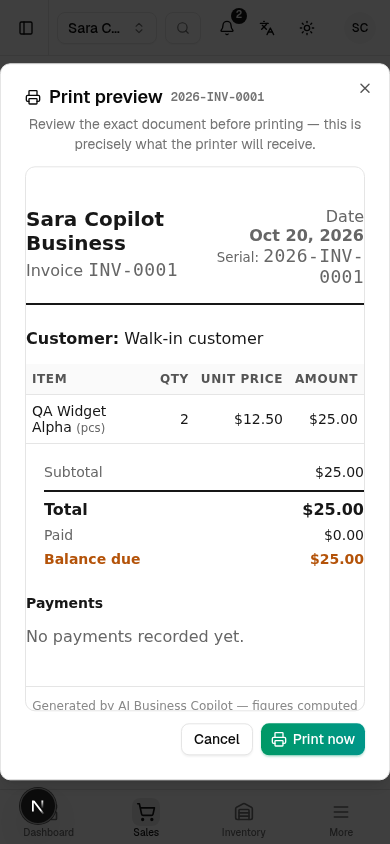 Sara C...
2
SC
Print preview 2026-INV-0001
Review the exact document before printing — this is
precisely what the printer will receive.
Sara Copilot
Business
Invoice INV-0001
Date
Oct 20, 2026
Serial: 2026-INV-
0001
Customer: Walk-in customer
ITEM QTY UNIT PRICE AMOUNT
QA Widget
Alpha (pcs) 2 $12.50 $25.00
Subtotal $25.00
Total $25.00
Paid $0.00
Balance due $25.00
Payments
No payments recorded yet.
Generated by AI Business Copilot — figures computed
Cancel Print now
N
Dashboard Sales Inventory More